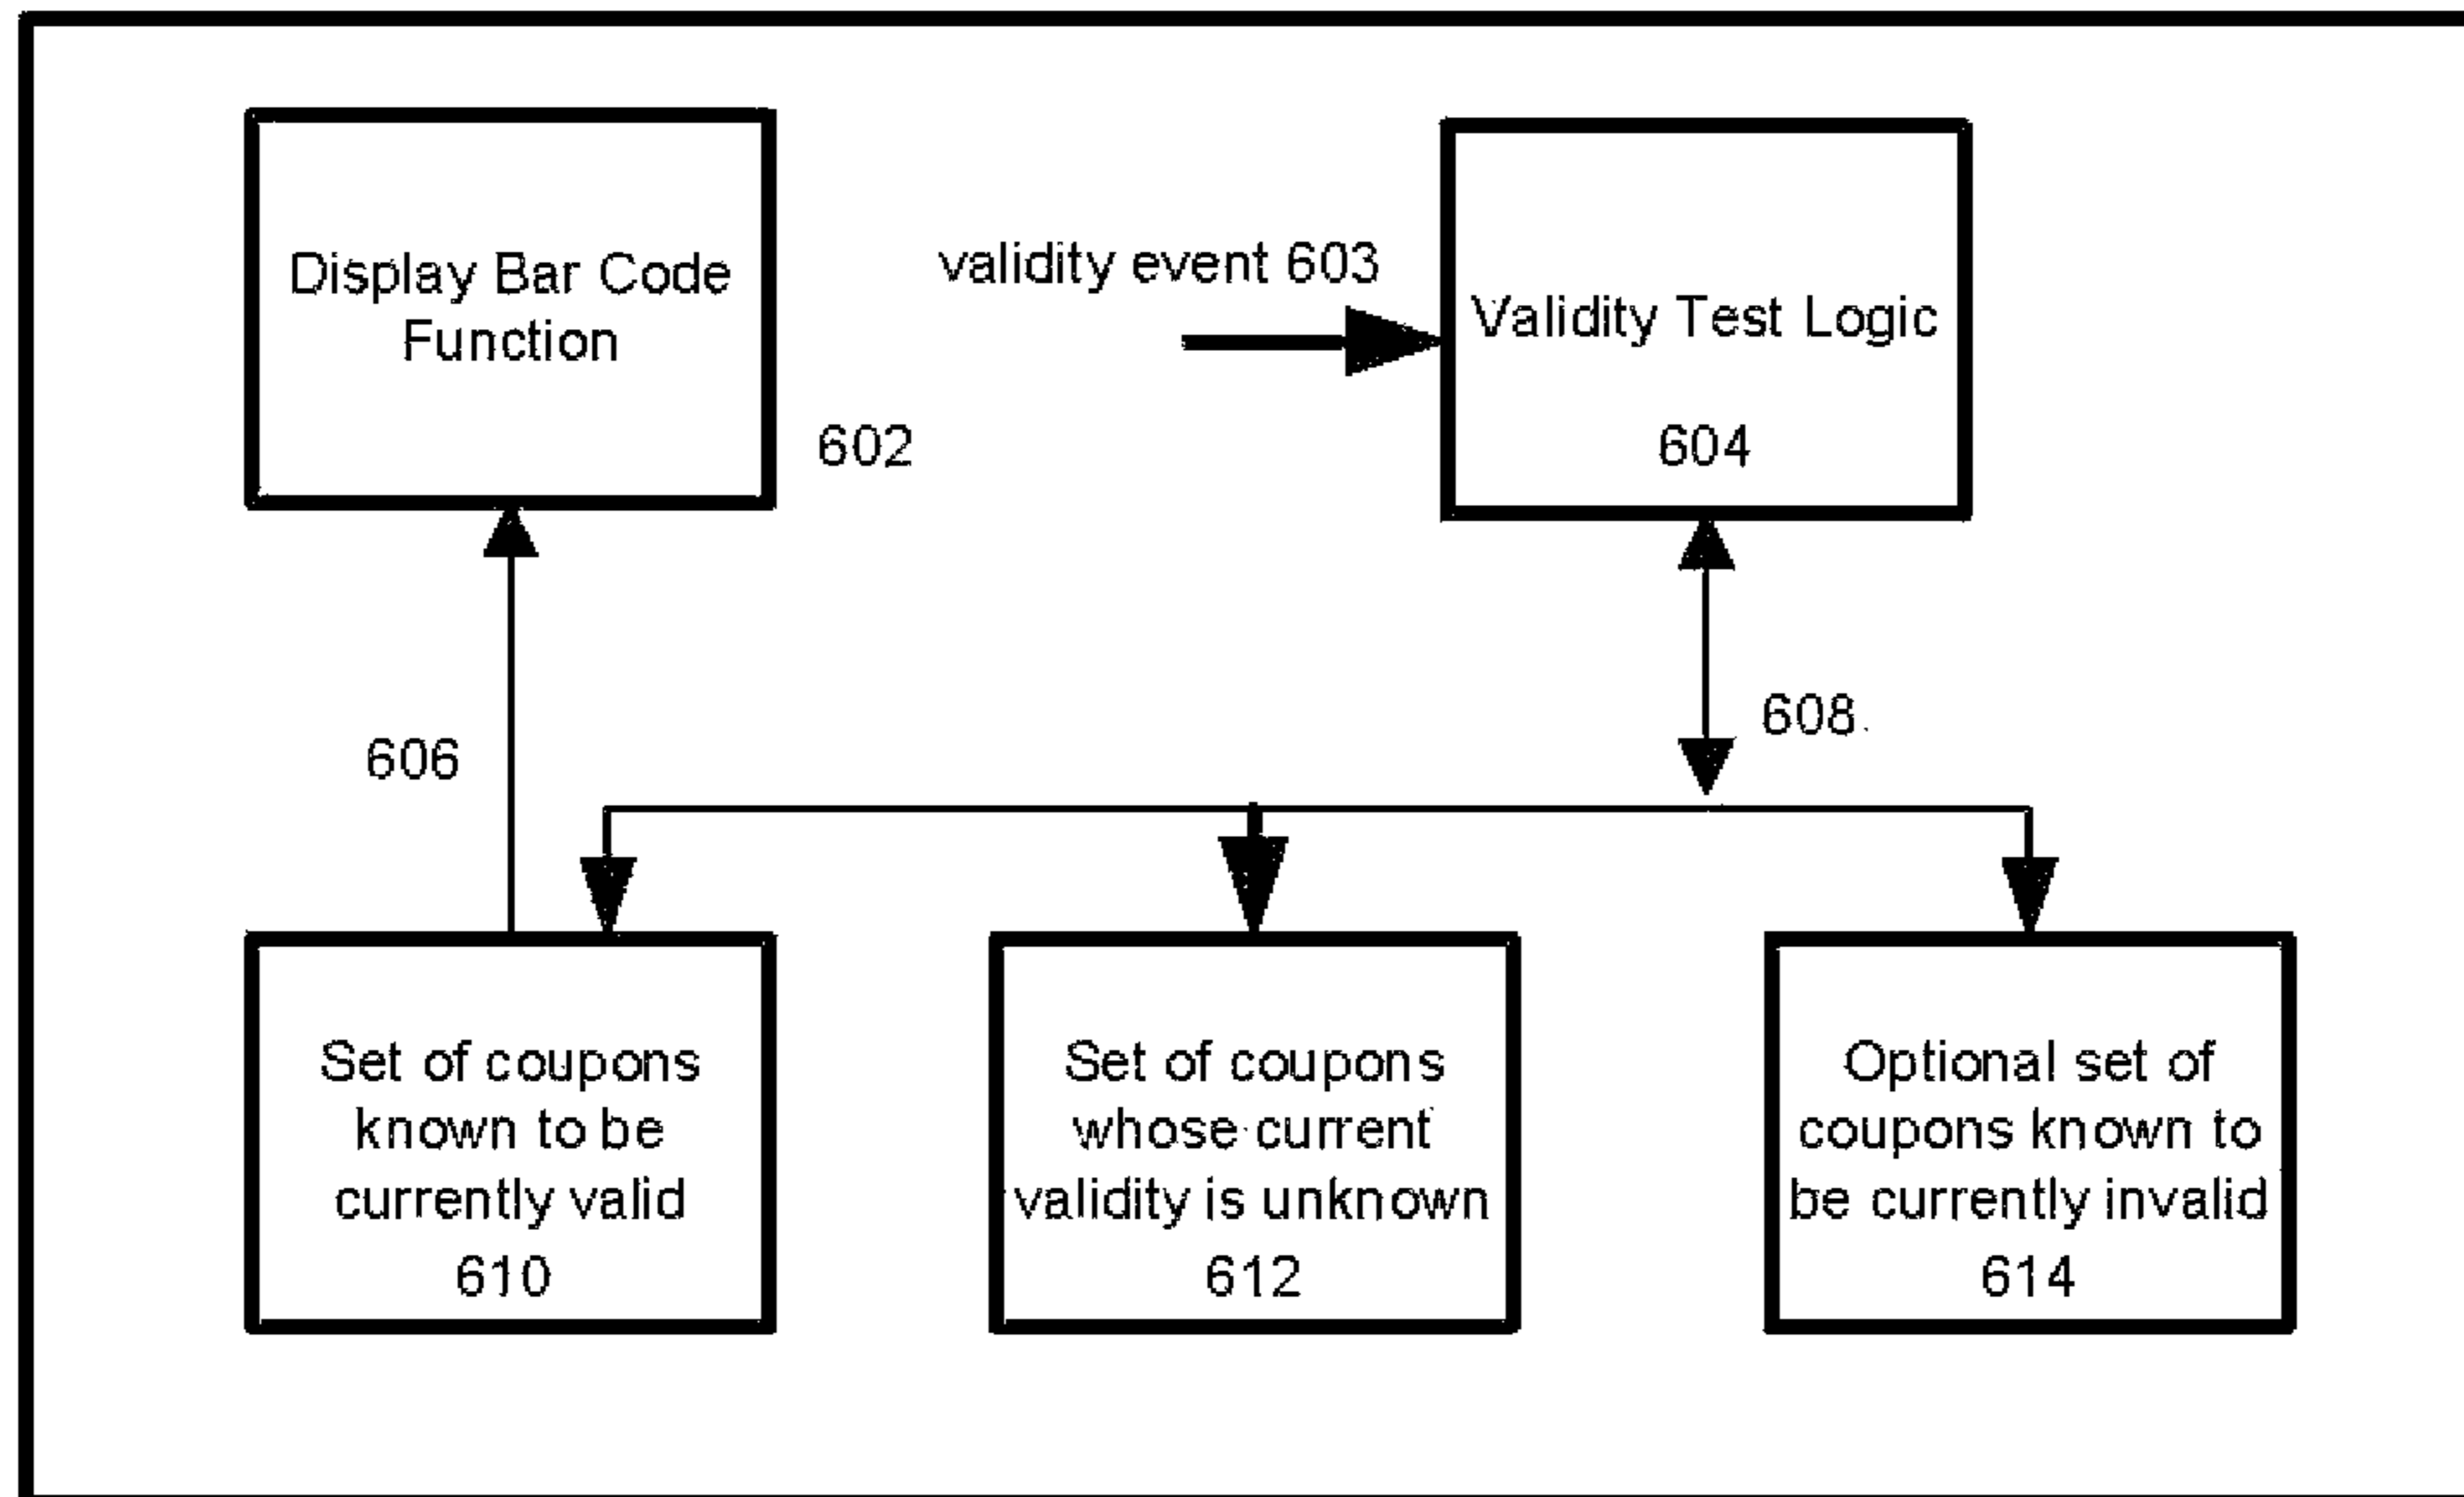 Display Bar Code
Function
602
validity event 603
Validity Test Logic
604
606
608
Set of coupons
known to be
currently valid
610
Set of coupons
whose current
validity is unknown
612
Optional set of
coupons known to
be currently invalid
614